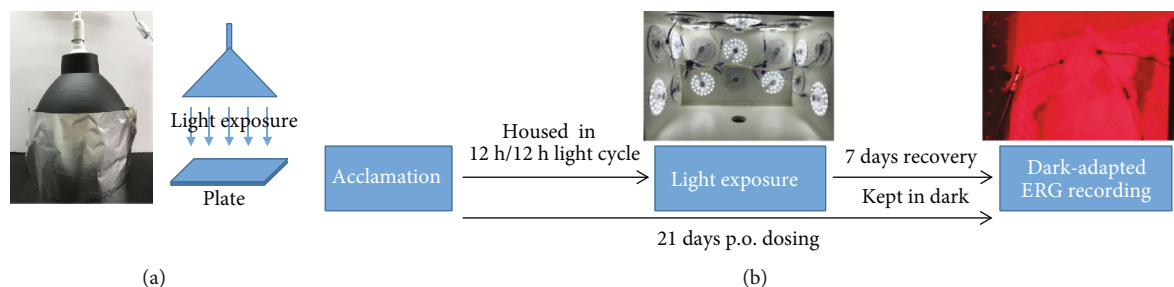 Light exposure
Plate
(a)
Acclamation
Housed in
12 h/12 h light cycle
Light exposure
7 days recovery
Kept in dark
Dark-adapted
ERG recording
21 days p.o. dosing
(b)